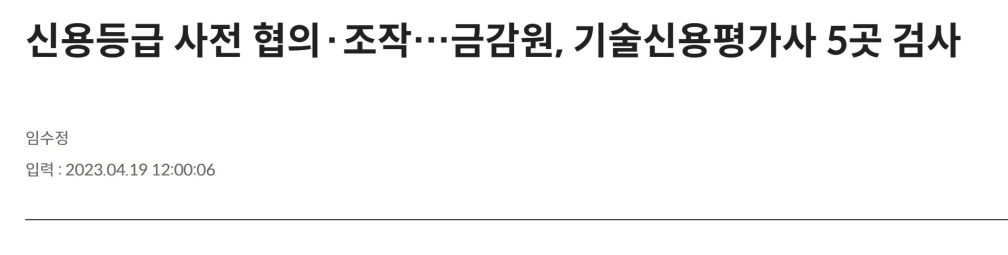 신용등급 사전 협의·조작…금감원, 기술신용평가사 5곳 검사
임수정
입력 : 2023.04.19 12:00:06